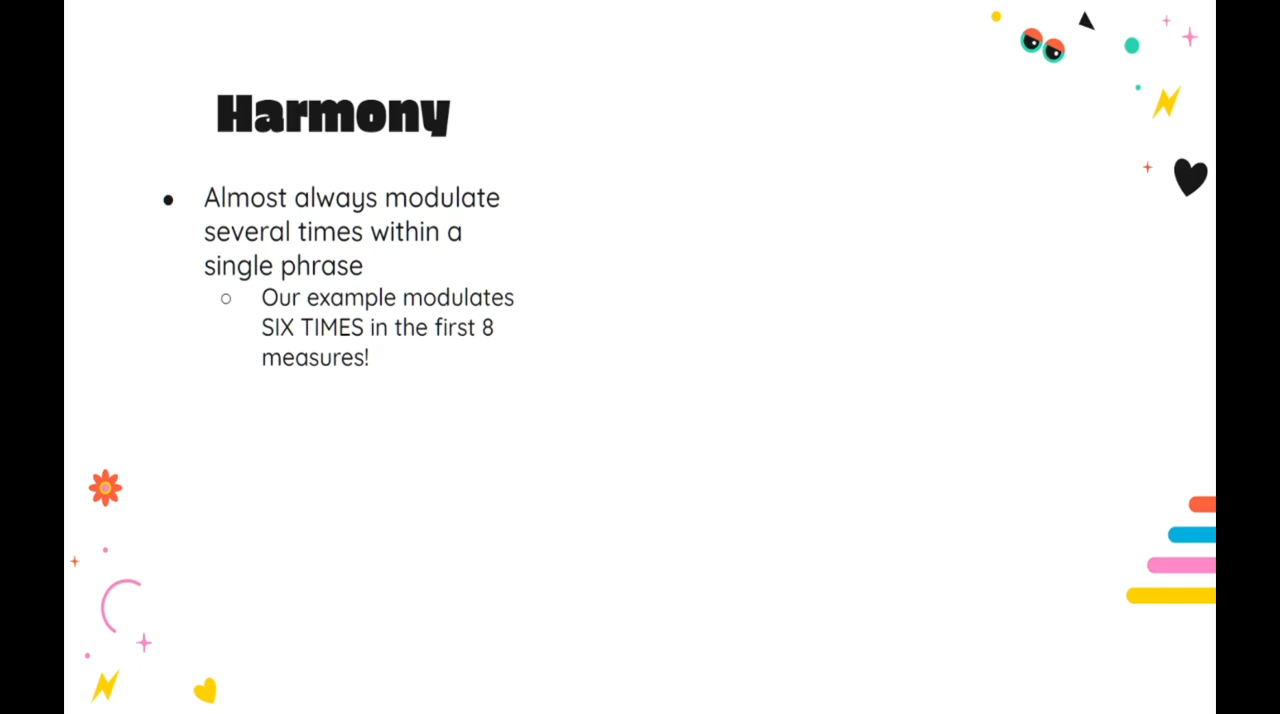 Harmony
● Almost always modulate
several times within a
single phrase
○ Our example modulates
SIX TIMES in the first 8
measures!